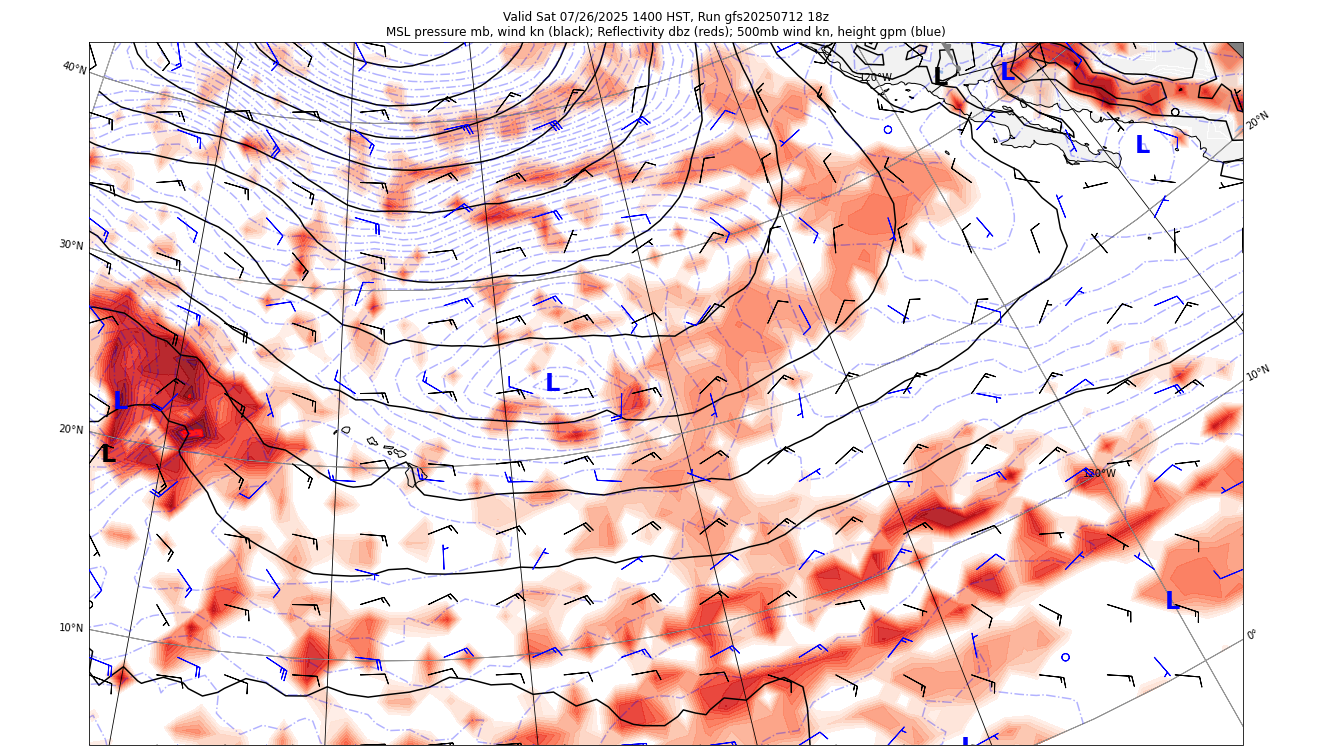 Valid Sat 07/26/2025 1400 HST, Run gfs20250712 18z
MSL pressure mb, wind kn (black); Reflectivity dbz (reds); 500mb wind kn, height gpm (blue)
40°N
120°W
L
L
20°N
L
30°N
10°N
L
L
20°N
L
120°W
L
10°N
0°
L